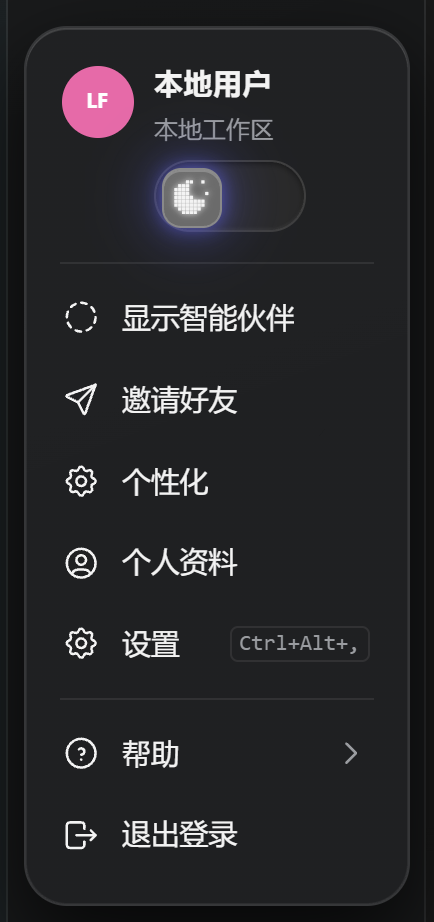 LF
本地用户
本地工作区
显示智能伙伴
邀请好友
个性化
个人资料
设置 Ctrl+Alt+,
帮助
退出登录